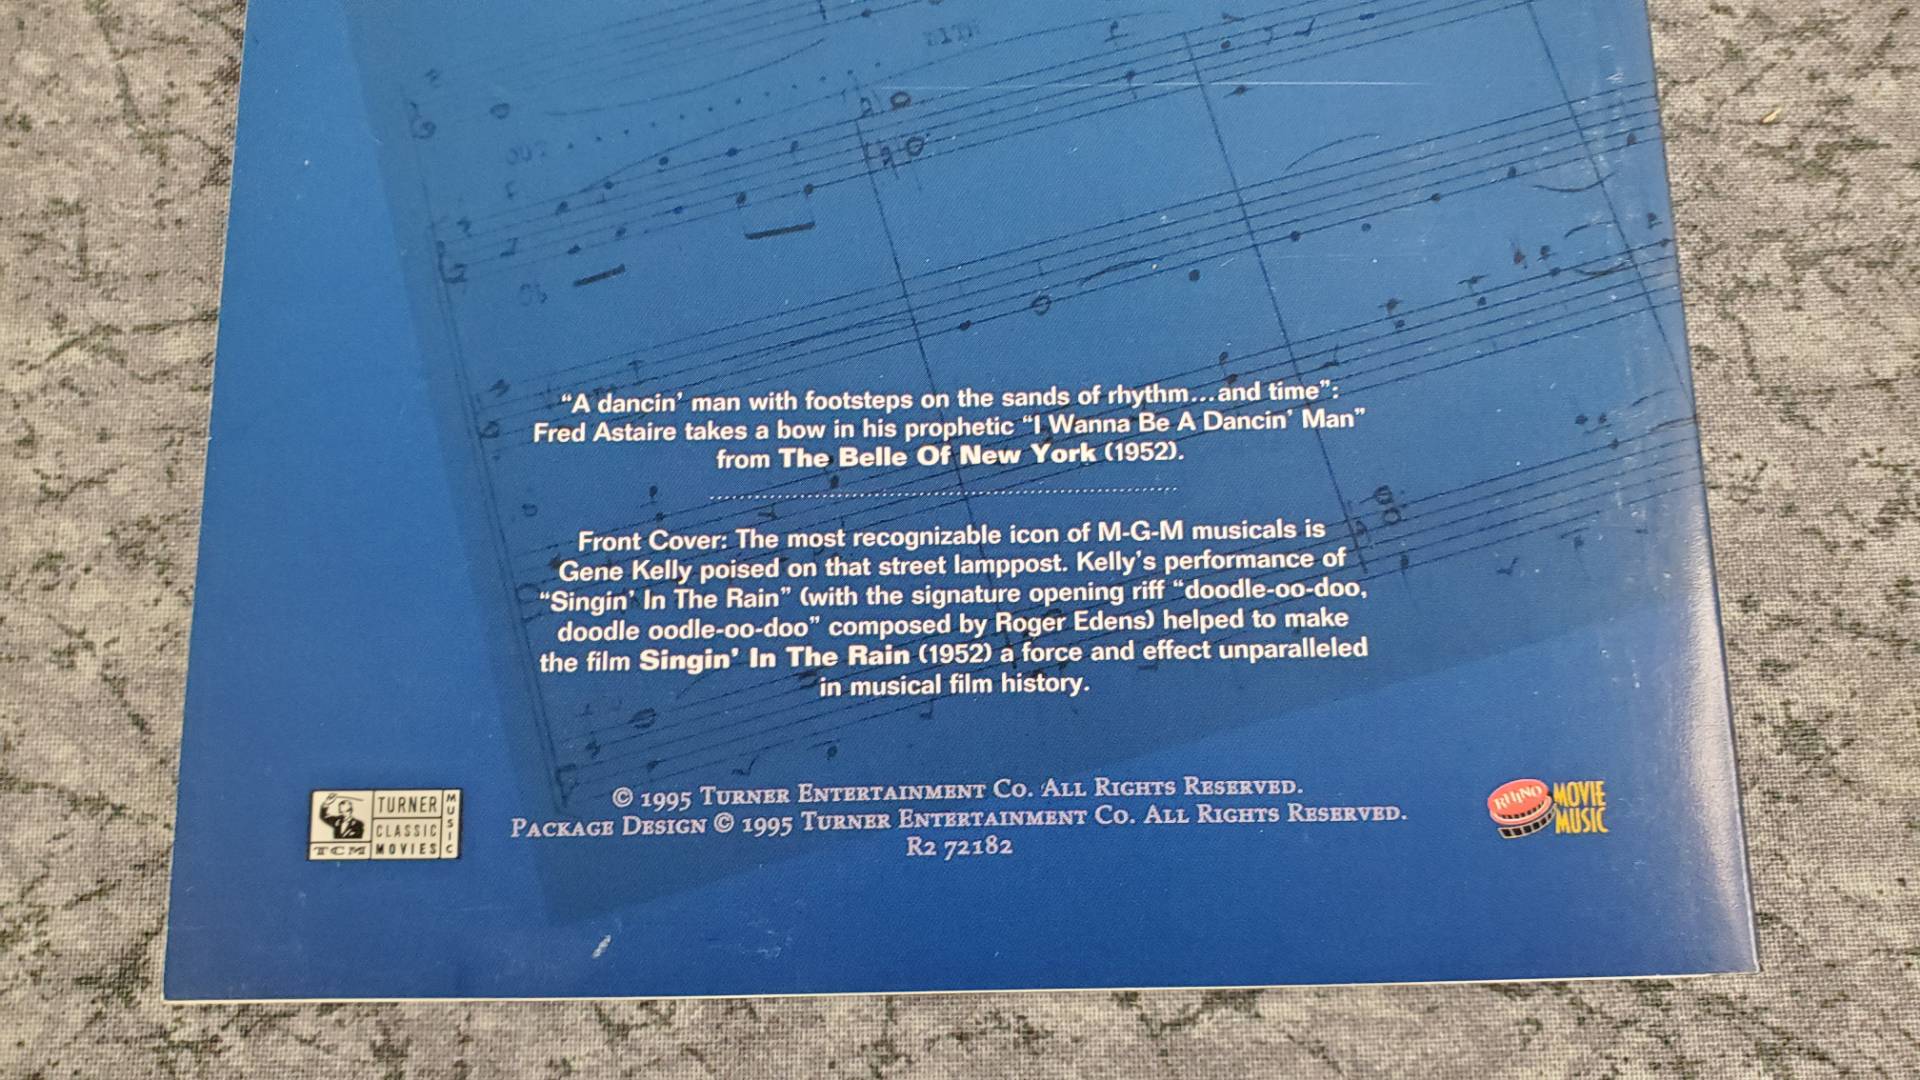 “A dancin’ man with footsteps on the sands of rhythm...and time”:
Fred Astaire takes a bow in his prophetic “I Wanna Be A Dancin’ Man”
from The Belle Of New York (1952).
Front Cover: The most recognizable icon of M-G-M musicals is
Gene Kelly poised on that street lamppost. Kelly’s performance of
“Singin’ In The Rain” (with the signature opening riff “doodle-oo-doo,
doodle oodle-oo-doo” composed by Roger Edens) helped to make
the film Singin’ In The Rain (1952) a force and effect unparalleled
in musical film history.
TURNER
CLASSIC
MOVIES
MUSIC
TCM
© 1995 Turner Entertainment Co. All Rights Reserved.
Package Design © 1995 Turner Entertainment Co. All Rights Reserved.
R2 72182
RHINO
MOVIE
MUSIC